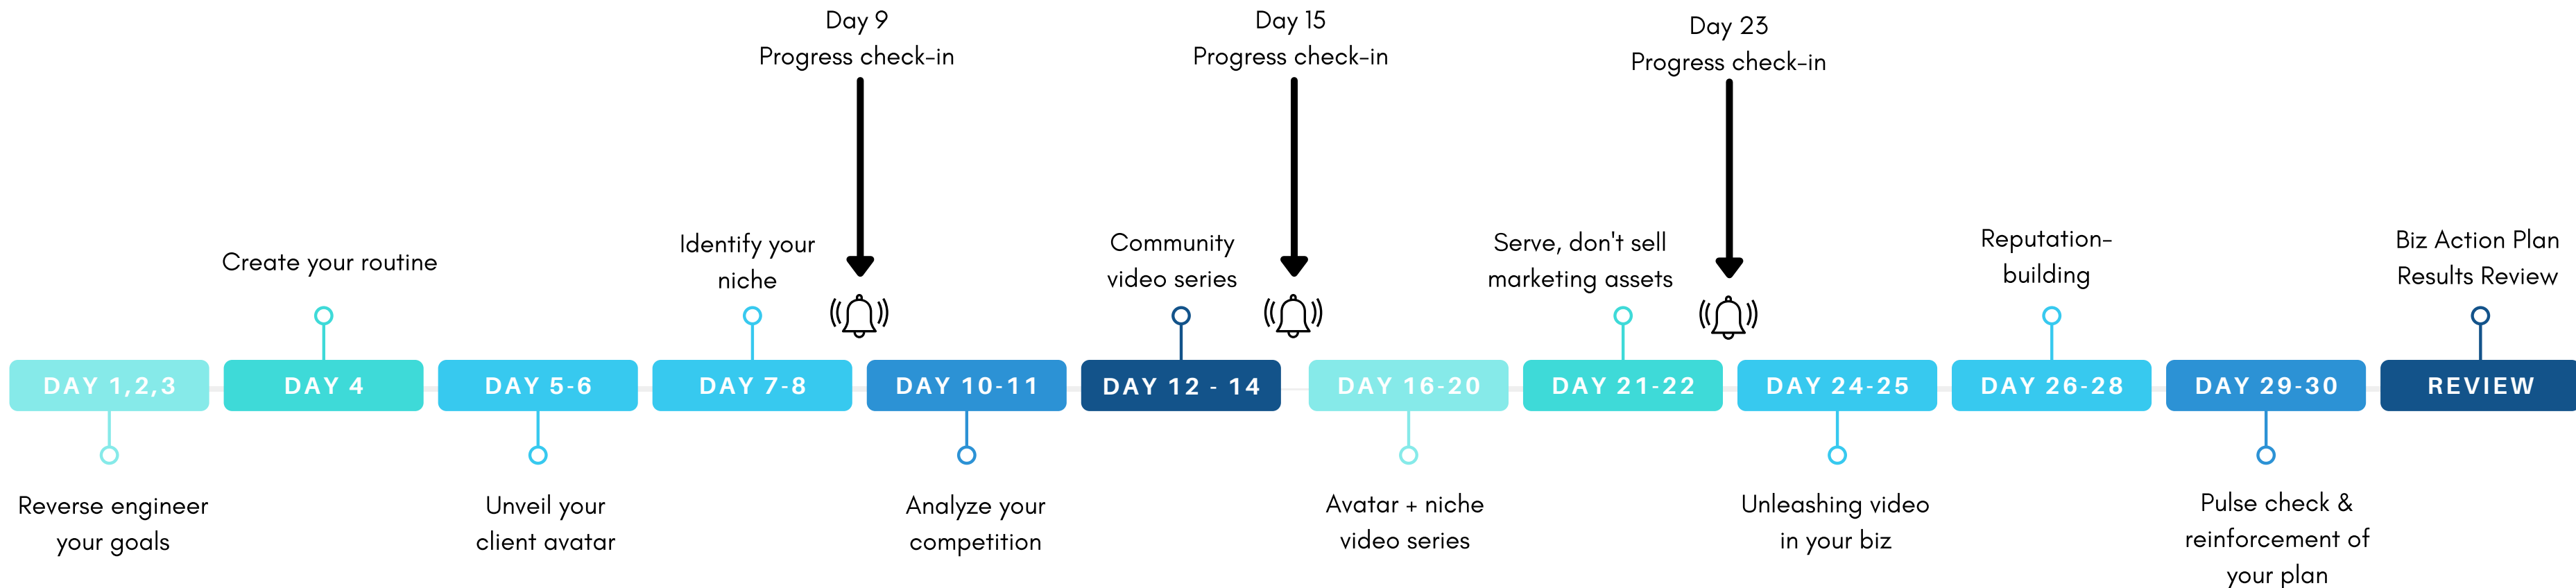 Day 9
Progress check-in
Day 15
Progress check-in
Day 23
Progress check-in
Create your routine
Identify your
niche
Community
video series
Serve, don't sell
marketing assets
Reputation-
building
Biz Action Plan
Results Review
DAY 1,2,3
DAY 4
DAY 5-6
DAY 7-8
DAY 10-11
DAY 12 - 14
DAY 16-20
DAY 21-22
DAY 24-25
DAY 26-28
DAY 29-30
REVIEW
Reverse engineer
your goals
Unveil your
client avatar
Analyze your
competition
Avatar + niche
video series
Unleashing video
in your biz
Pulse check &
reinforcement of
your plan